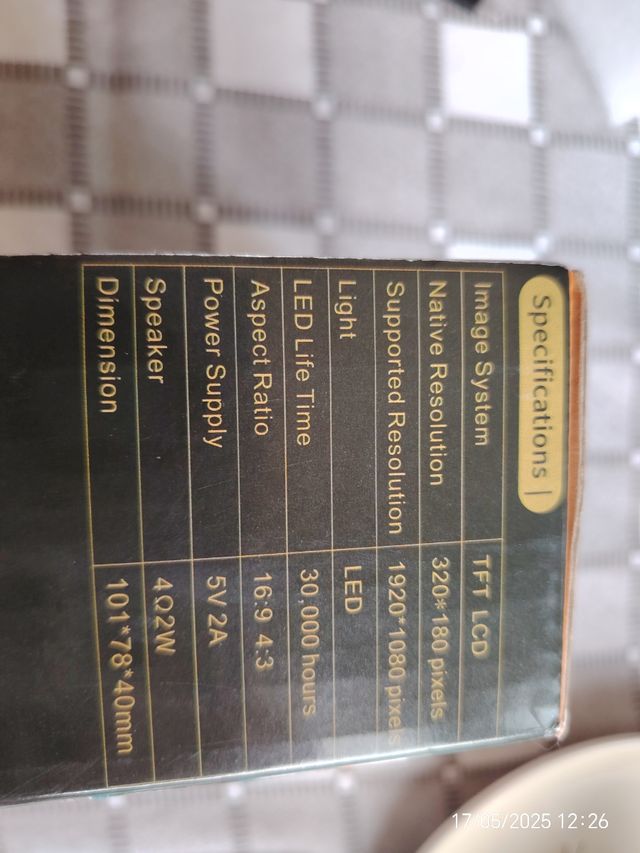 Specifications |
Image System TFT LCD
Native Resolution 320*180 pixels
Supported Resolution 1920*1080 pixels
Light LED
LED Life Time 30,000 hours
Aspect Ratio 16:9 4:3
Power Supply 5V 2A
Speaker 4Ω2W
Dimension 101*78*40mm
17/05/2025 12:26